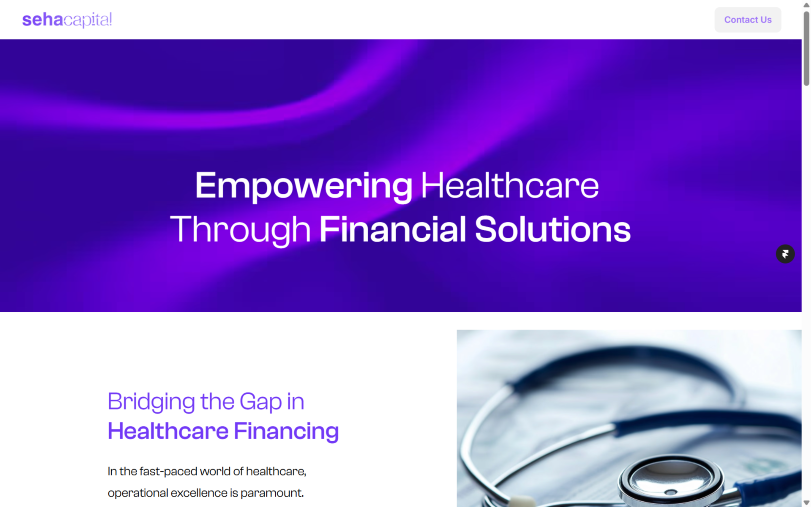 sehacapital
Contact Us
Empowering Healthcare
Through Financial Solutions
Bridging the Gap in
Healthcare Financing
In the fast-paced world of healthcare,
operational excellence is paramount.